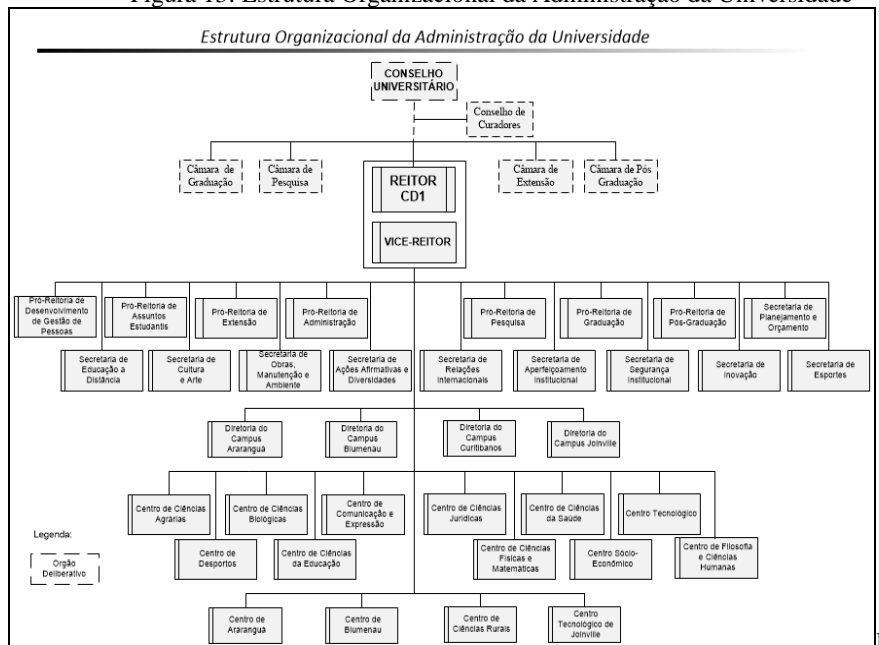 Figura 13: Estrutura Organizacional da Administração da Universidade
Estrutura Organizacional da Administração da Universidade
CONSELHO
UNIVERSITÁRIO
Conselho de
Curadores
Câmara de
Graduação
Câmara de
Pesquisa
Câmara de
Extensão
Câmara de Pós
Graduação
REITOR
CD1
VICE-REITOR
Pró-Reitoria de
Desenvolvimento
de Gestão de
Pessoas
Pró-Reitoria de
Assuntos
Estudantis
Pró-Reitoria de
Extensão
Pró-Reitoria de
Administração
Pró-Reitoria de
Pesquisa
Pró-Reitoria de
Graduação
Pró-Reitoria de
Pós-Graduação
Secretaria de
Planejamento e
Orçamento
Secretaria de
Educação a
Distância
Secretaria de
Cultura
e Arte
Secretaria de
Obras,
Manutenção e
Ambiente
Secretaria de
Ações Afirmativas e
Diversidades
Secretaria de
Relações
Internacionais
Secretaria de
Aperfeiçoamento
Institucional
Secretaria de
Segurança
Institucional
Secretaria de
Inovação
Secretaria de
Esportes
Diretoria do
Campus
Araranguá
Diretoria do
Campus
Blumenau
Diretoria do
Campus
Curitibanos
Diretoria do
Campus Joinville
Centro de Ciências
Agrárias
Centro de Ciências
Biológicas
Centro de
Comunicação e
Expressão
Centro de Ciências
Jurídicas
Centro de Ciências
da Saúde
Centro Tecnológico
Centro de
Desportos
Centro de Ciências
da Educação
Centro de Ciências
Físicas e
Matemáticas
Centro Sócio-
Econômico
Centro de Filosofia
e Ciências
Humanas
Legenda:
Órgão
Deliberativo
Centro de
Araranguá
Centro de
Blumenau
Centro de
Ciências Rurais
Centro
Tecnológico de
Joinville